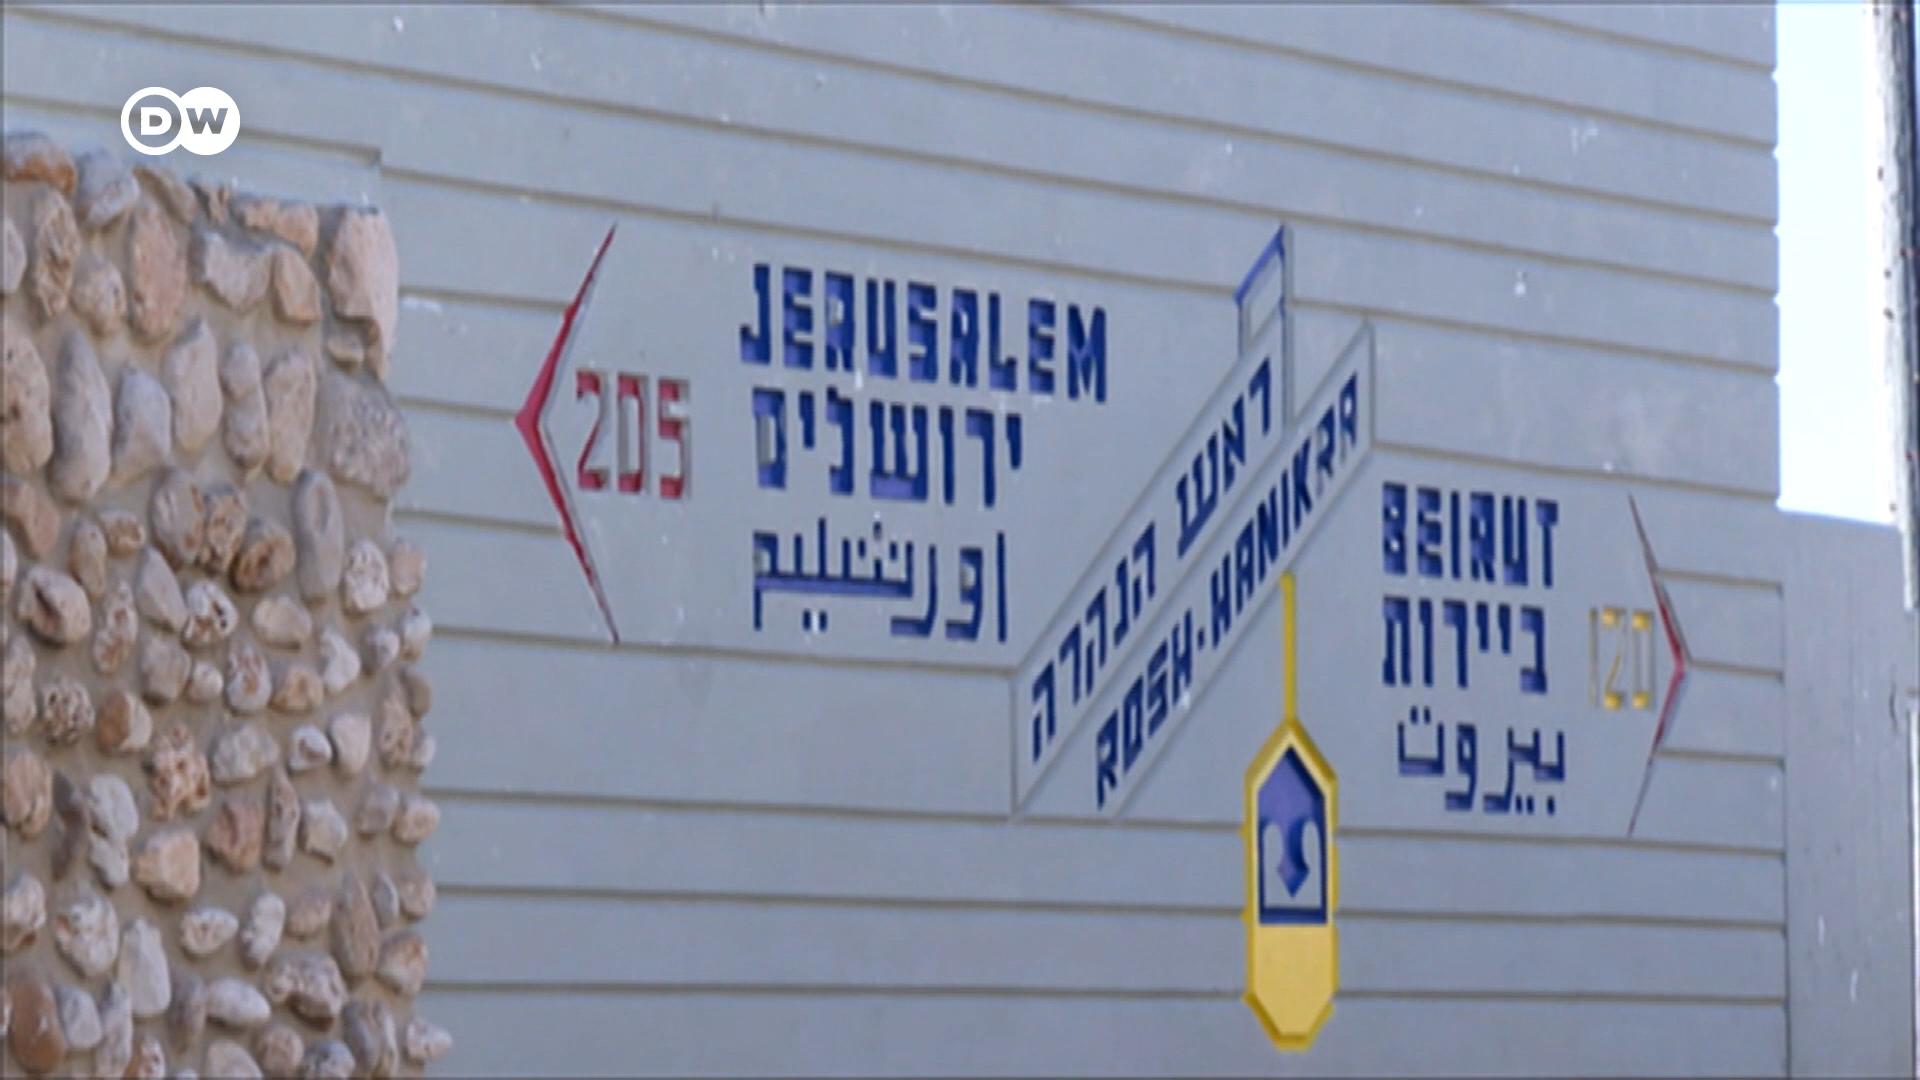 DW
JERUSALEM
ירושלים
اورشليم
205
ראש הנקרה
ROSH-HANIKRA
BEIRUT
ביירות
بيروت
120